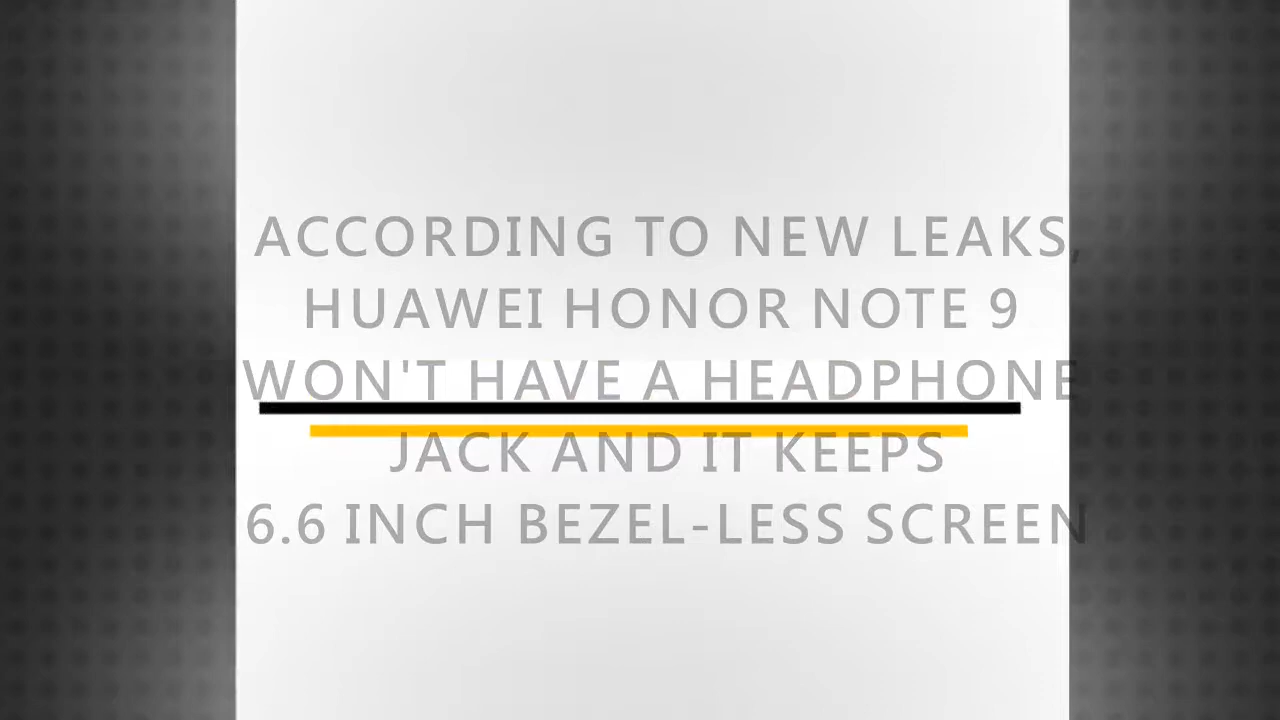 ACCORDING TO NEW LEAKS,
HUAWEI HONOR NOTE 9
WON'T HAVE A HEADPHONE
JACK AND IT KEEPS
6.6 INCH BEZEL-LESS SCREEN